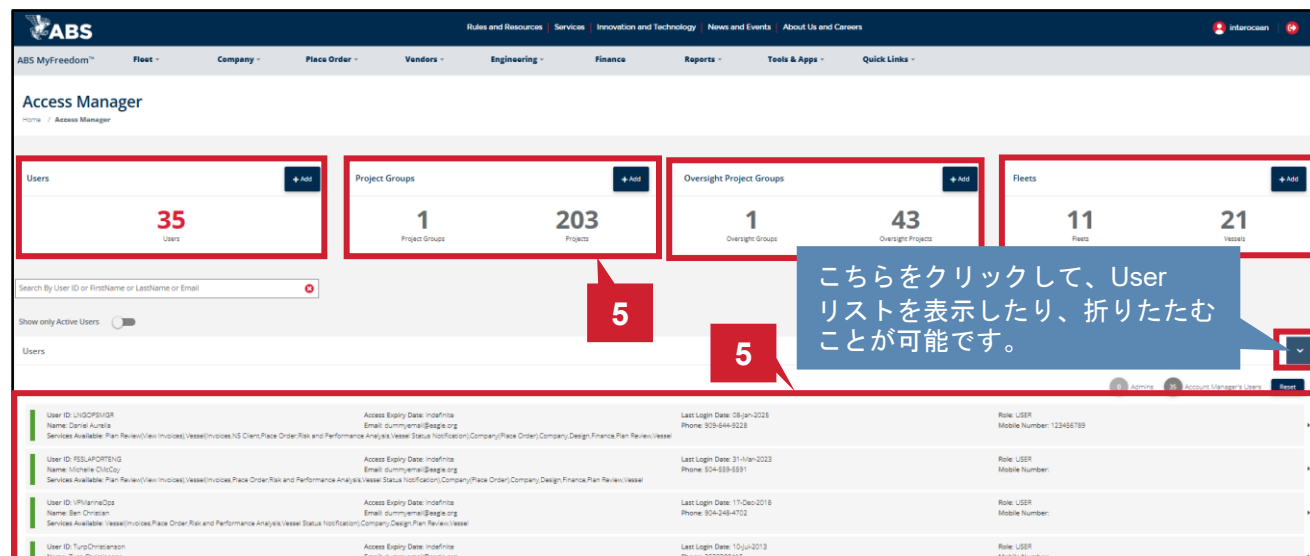 ABS
Rules and Resources | Services | Innovation and Technology | News and Events | About Us and Careers
interocean
ABS MyFreedom™ Fleet Company Place Order Vendors Engineering Finance Reports Tools & Apps Quick Links
Access Manager
Home / Access Manager
Users + Add Project Groups + Add Oversight Project Groups + Add Fleets + Add
35 1 203 1 43 11 21
Users Project Groups Projects Oversight Groups Oversight Projects Fleets Vessels
Search By User ID or FirstName or LastName or Email
こちらをクリックして、User
リストを表示したり、折りたたむ
ことが可能です。
5
Show only Active Users
5
Users
Admins 35 Account Manager's Users Reset
User ID: LNGOPSMGR Access Expiry Date: Indefinite Last Login Date: 08-Jan-2025 Role: USER
Name: Daniel Aurelia Email: dummyemail@eagle.org Phone: 909-644-9228 Mobile Number: 123456789
Services Available: Plan Review(View Invoices),Vessel(Invoices,NS Client,Place Order,Risk and Performance Analysis,Vessel Status Notification),Company(Place Order),Company,Design,Finance,Plan Review,Vessel
User ID: FSSLAPORTENG Access Expiry Date: Indefinite Last Login Date: 31-Mar-2023 Role: USER
Name: Michelle CMcCoy Email: dummyemail@eagle.org Phone: 504-559-5591 Mobile Number:
Services Available: Plan Review(View Invoices),Vessel(Invoices,Place Order,Risk and Performance Analysis,Vessel Status Notification),Company(Place Order),Company,Design,Finance,Plan Review,Vessel
User ID: VPMarineOps Access Expiry Date: Indefinite Last Login Date: 17-Dec-2018 Role: USER
Name: Ben Christian Email: dummyemail@eagle.org Phone: 904-248-4702 Mobile Number:
Services Available: Vessel(Invoices,Place Order,Risk and Performance Analysis,Vessel Status Notification),Company,Design,Plan Review,Vessel
User ID: TurpChristianson Access Expiry Date: Indefinite Last Login Date: 10-Jul-2013 Role: USER